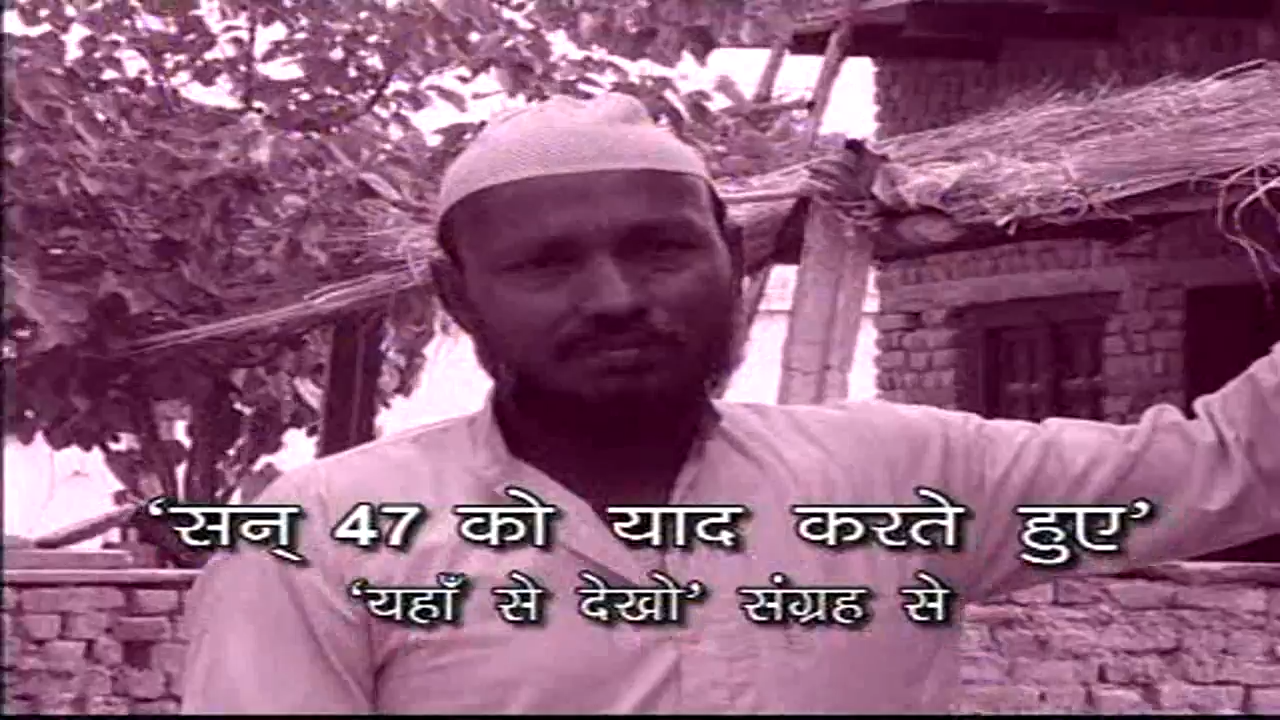 ‘सन् 47 को याद करते हुए’
‘यहाँ से देखो’ संग्रह से